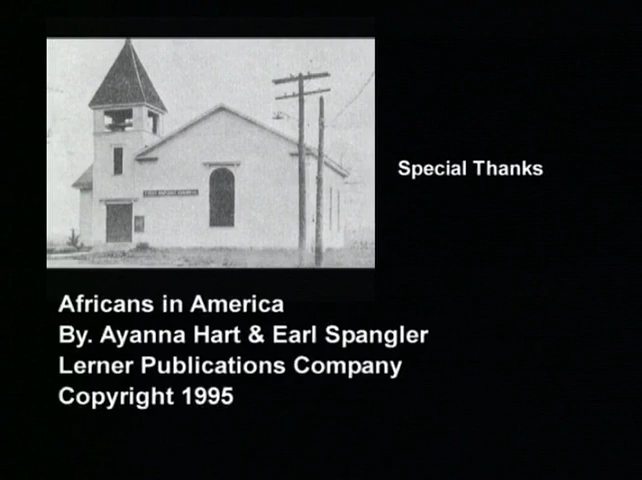 Special Thanks
Africans in America
By. Ayanna Hart & Earl Spangler
Lerner Publications Company
Copyright 1995